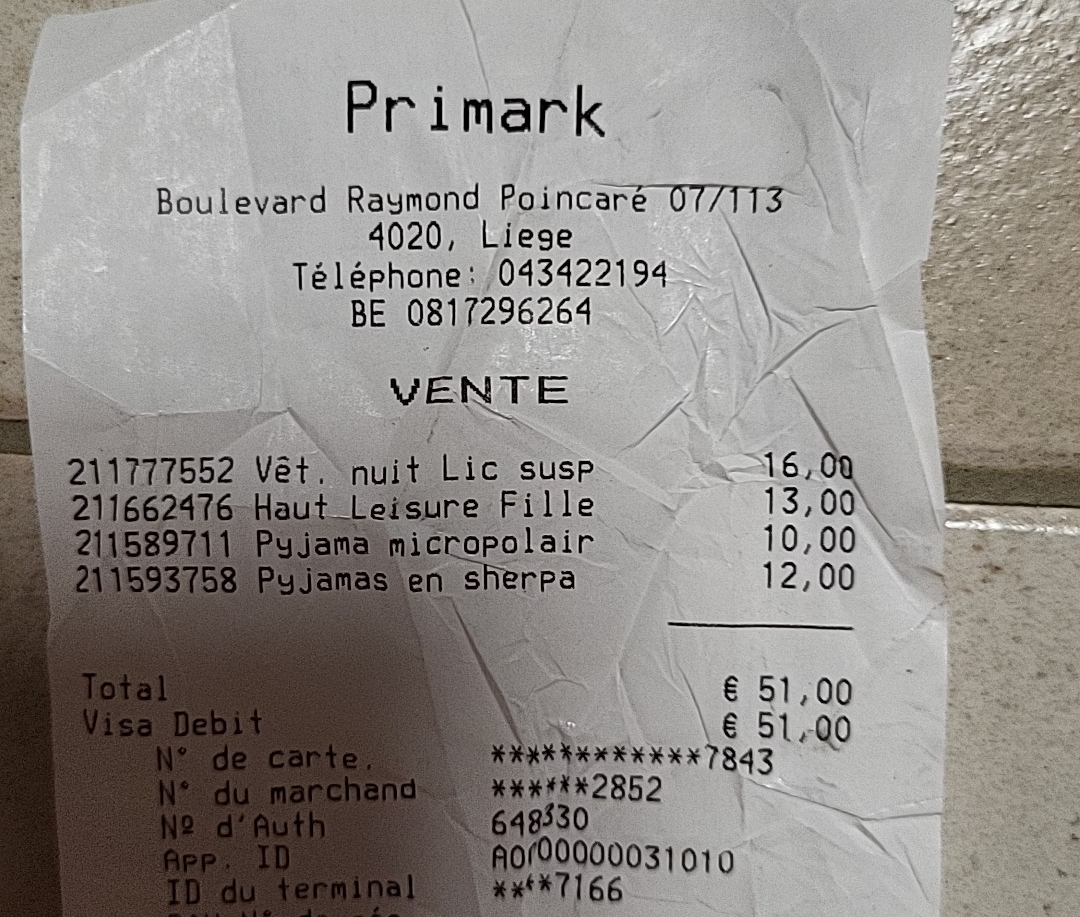 Primark
Boulevard Raymond Poincaré 07/113
4020, Liege
Téléphone: 043422194
BE 0817296264
VENTE
211777552 Vêt. nuit Lic susp 16,00
211662476 Haut Leisure Fille 13,00
211589711 Pyjama micropolair 10,00
211593758 Pyjamas en sherpa 12,00
Total € 51,00
Visa Debit € 51,00
N° de carte. ************7843
N° du marchand ******2852
Nº d'Auth 648330
App. ID A0000000031010
ID du terminal ****7166